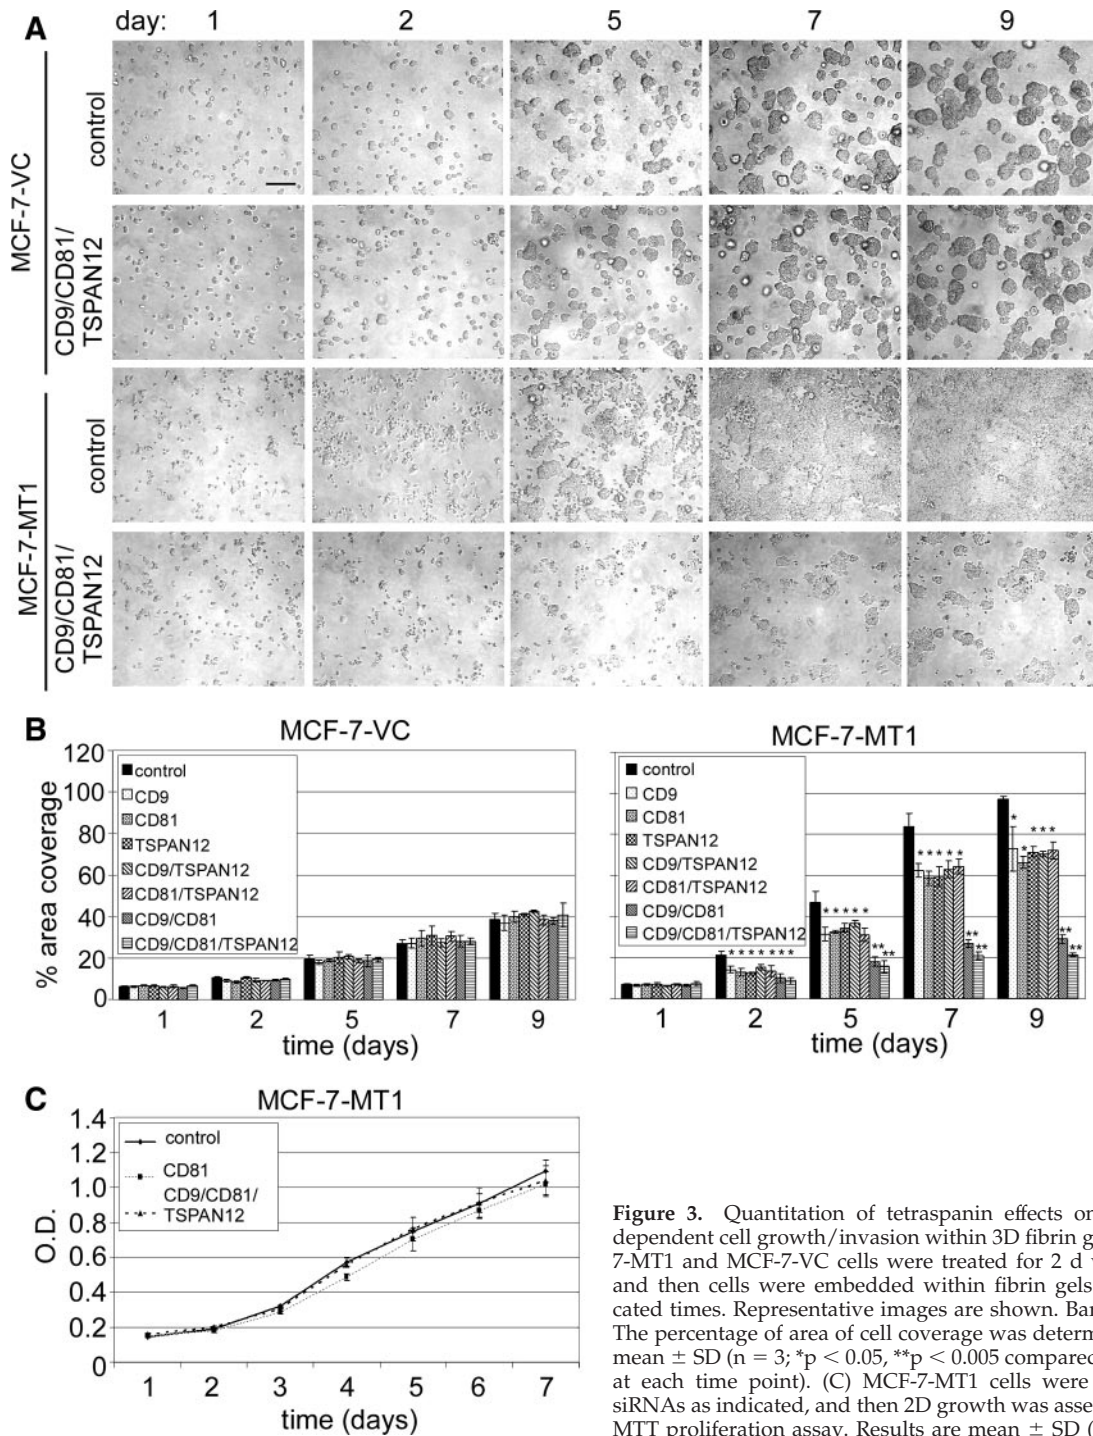 A
day: 1 2 5 7 9
MCF-7-VC
control
CD9/CD81/
TSPAN12
MCF-7-MT1
control
CD9/CD81/
TSPAN12
B
MCF-7-VC
% area coverage
120
100
80
60
40
20
0
control
CD9
CD81
TSPAN12
CD9/TSPAN12
CD81/TSPAN12
CD9/CD81
CD9/CD81/TSPAN12
1 2 5 7 9
time (days)
MCF-7-MT1
control
CD9
CD81
TSPAN12
CD9/TSPAN12
CD81/TSPAN12
CD9/CD81
CD9/CD81/TSPAN12
* * * * * * *
* * * * *
** **
* * * * *
** **
* * * * *
** **
1 2 5 7 9
time (days)
C
MCF-7-MT1
O.D.
1.4
1.2
1.0
0.8
0.6
0.4
0.2
0
control
CD81
CD9/CD81/
TSPAN12
1 2 3 4 5 6 7
time (days)
Figure 3. Quantitation of tetraspanin effects on
dependent cell growth/invasion within 3D fibrin g
7-MT1 and MCF-7-VC cells were treated for 2 d
and then cells were embedded within fibrin gels
cated times. Representative images are shown. Bar
The percentage of area of cell coverage was determ
mean ± SD (n = 3; *p < 0.05, **p < 0.005 compared
at each time point). (C) MCF-7-MT1 cells were
siRNAs as indicated, and then 2D growth was asse
MTT proliferation assay. Results are mean ± SD (